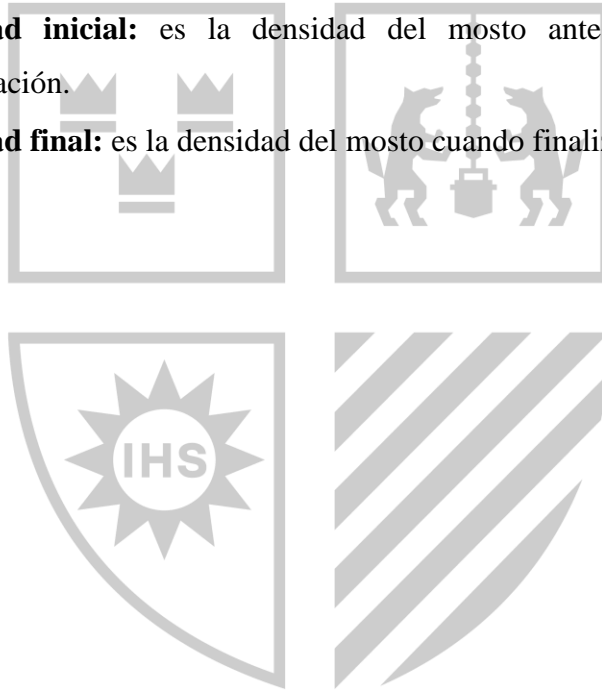 ad inicial: es la densidad del mosto ante
ación.
ad final: es la densidad del mosto cuando finali
IHS